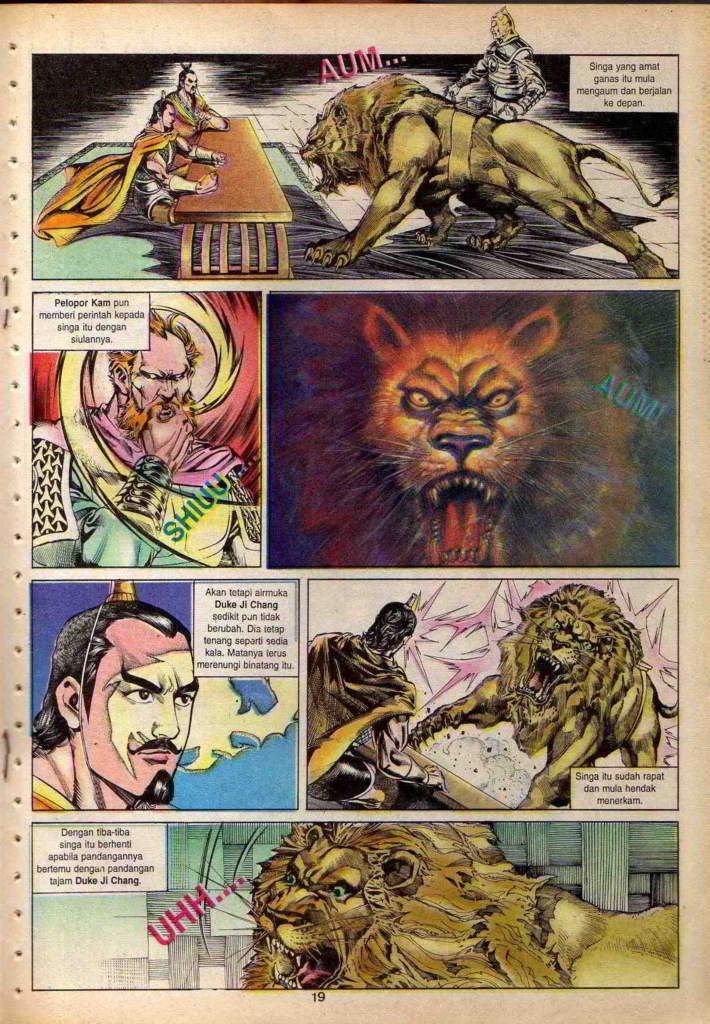 AUM...
Singa yang amat
ganas itu mula
mengaum dan berjalan
ke depan.
Pelopor Kam pun
memberi perintah kepada
singa itu dengan
siulannya.
SHIUU...
AUM!
Akan tetapi airmuka
Duke Ji Chang
sedikit pun tidak
berubah. Dia tetap
tenang seperti sedia
kala. Matanya terus
merenungi binatang itu.
Singa itu sudah rapat
dan mula hendak
menerkam.
Dengan tiba-tiba
singa itu berhenti
apabila pandangannya
bertemu dengan pandangan
tajam Duke Ji Chang.
UHH.....
19